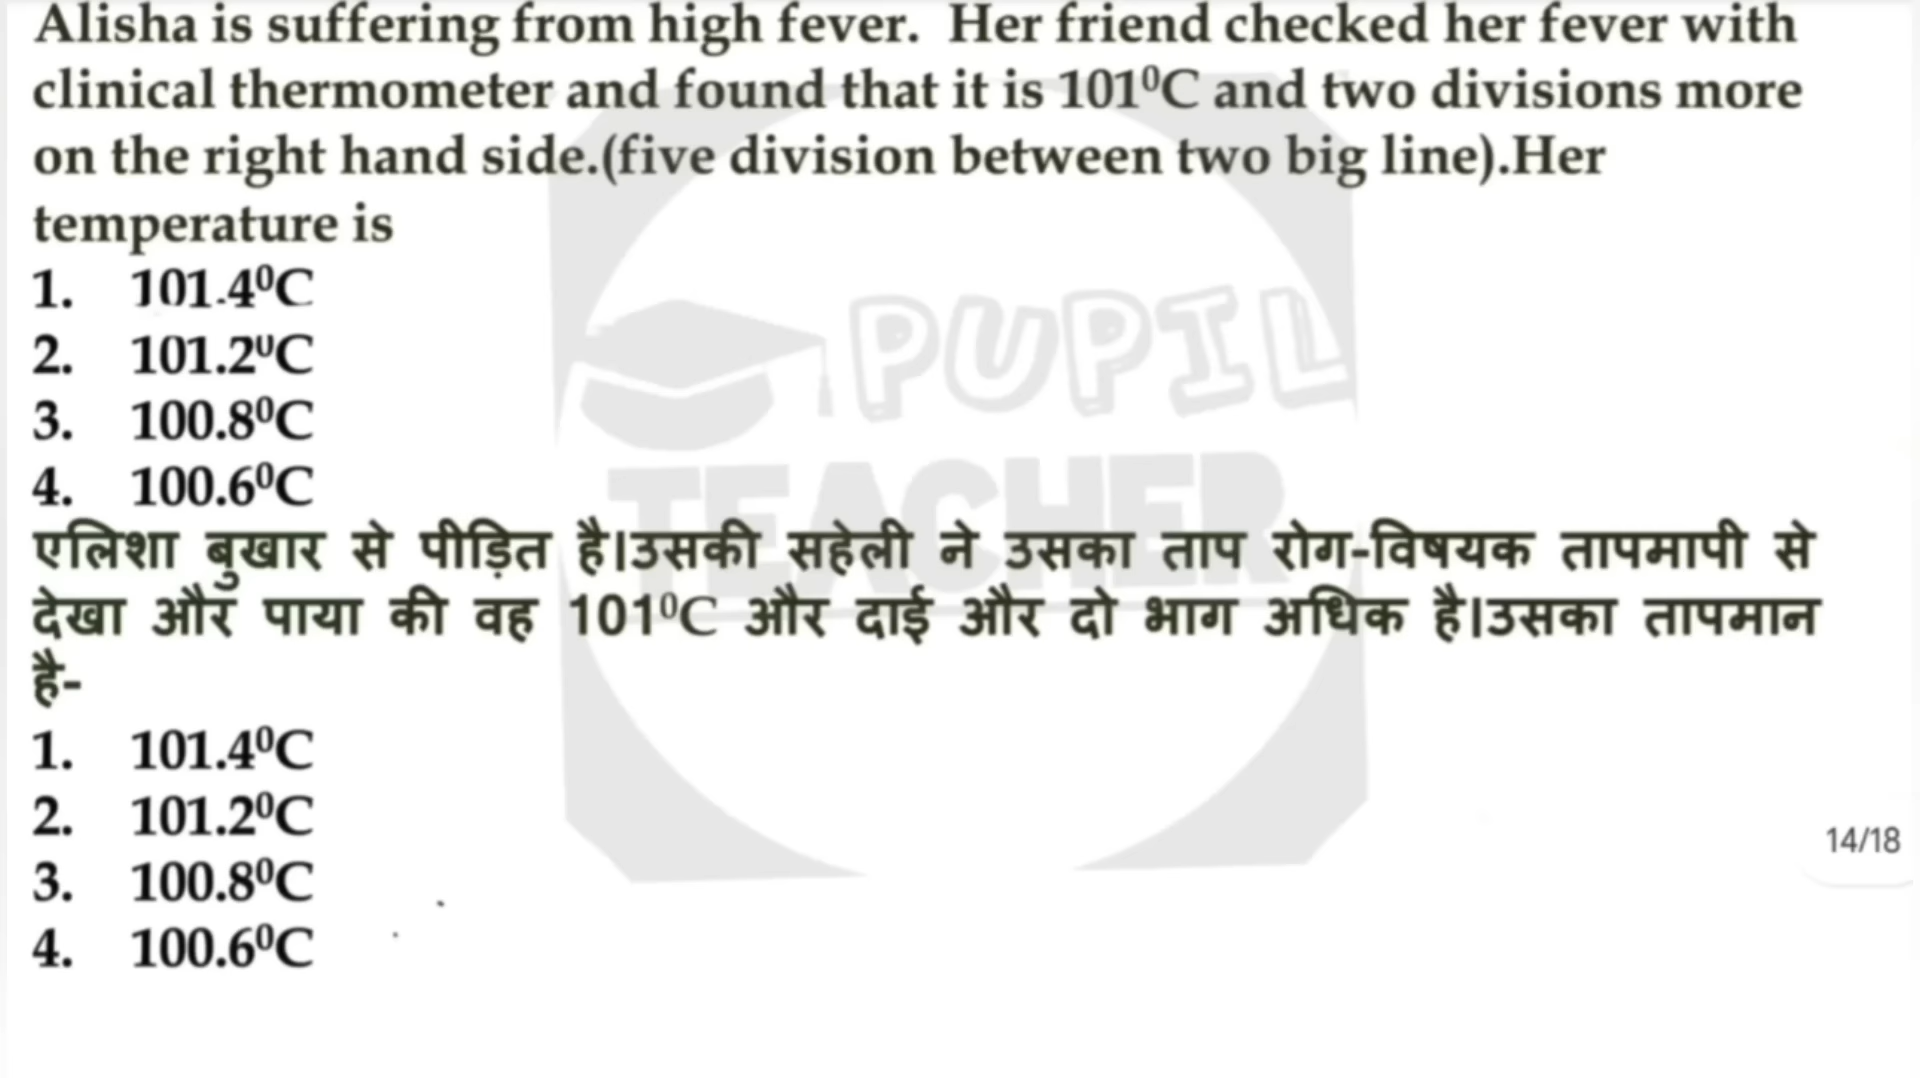 Alisha is suffering from high fever. Her friend checked her fever with
clinical thermometer and found that it is 101⁰C and two divisions more
on the right hand side.(five division between two big line).Her
temperature is
1. 101.4⁰C
2. 101.2⁰C
3. 100.8⁰C
4. 100.6⁰C
एलिशा बुखार से पीड़ित है।उसकी सहेली ने उसका ताप रोग-विषयक तापमापी से
देखा और पाया की वह 101⁰C और दाई और दो भाग अधिक है।उसका तापमान
है-
1. 101.4⁰C
2. 101.2⁰C
3. 100.8⁰C
4. 100.6⁰C
PUPIL
TEACHER
14/18